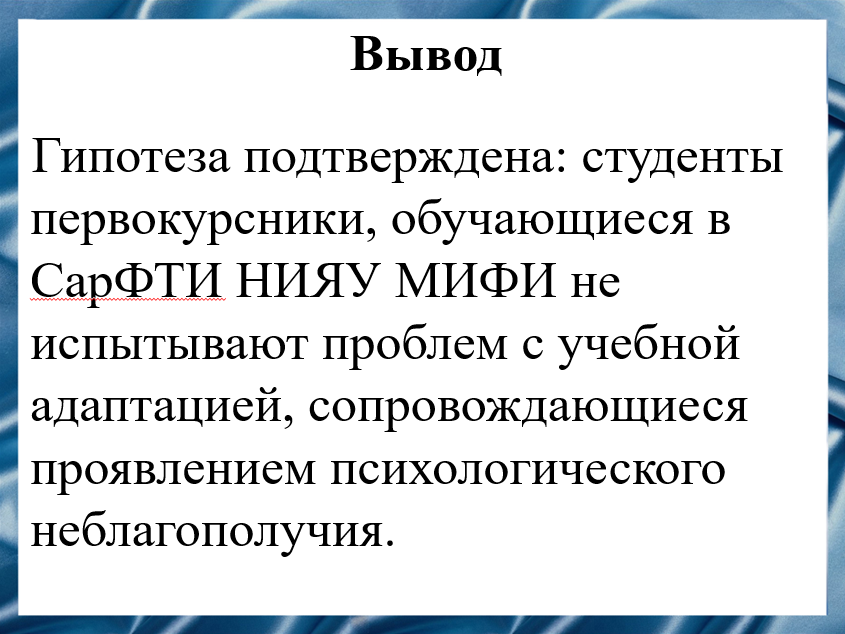 Вывод
Гипотеза подтверждена: студенты
первокурсники, обучающиеся в
СарФТИ НИЯУ МИФИ не
испытывают проблем с учебной
адаптацией, сопровождающиеся
проявлением психологического
неблагополучия.